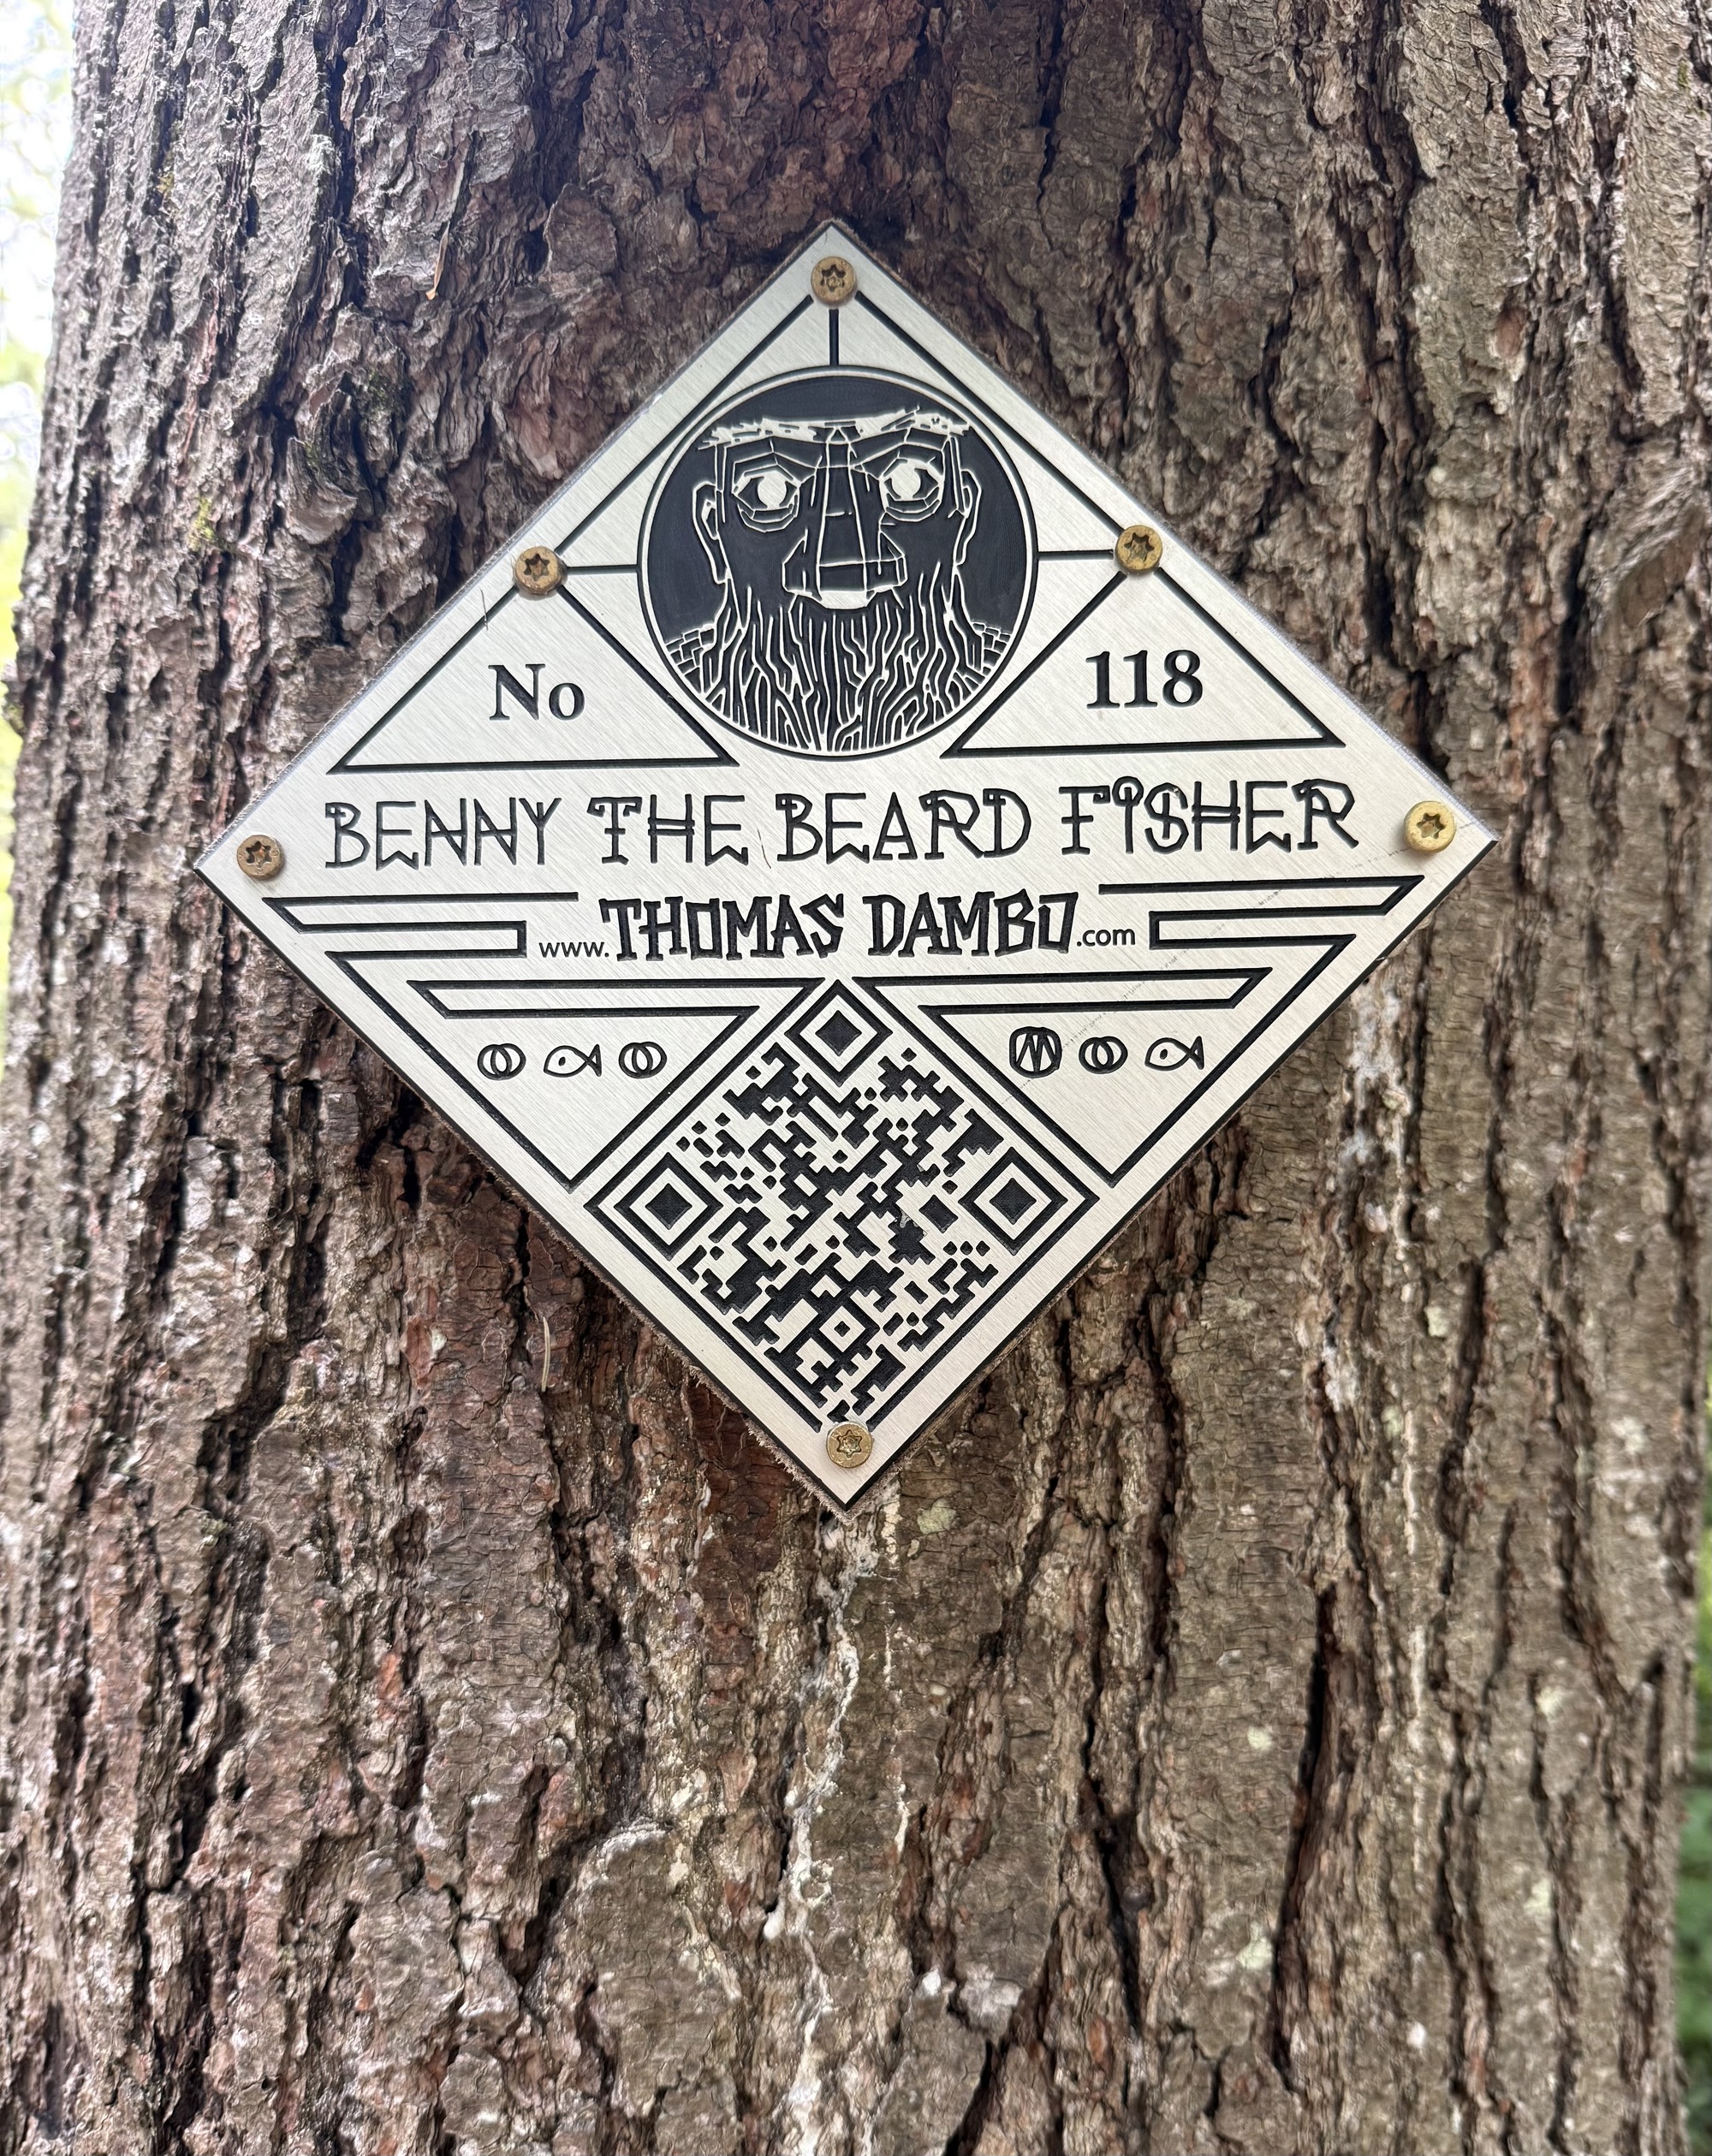 No 118
BENNY THE BEARD FISHER
www.THOMAS DAMBO.com